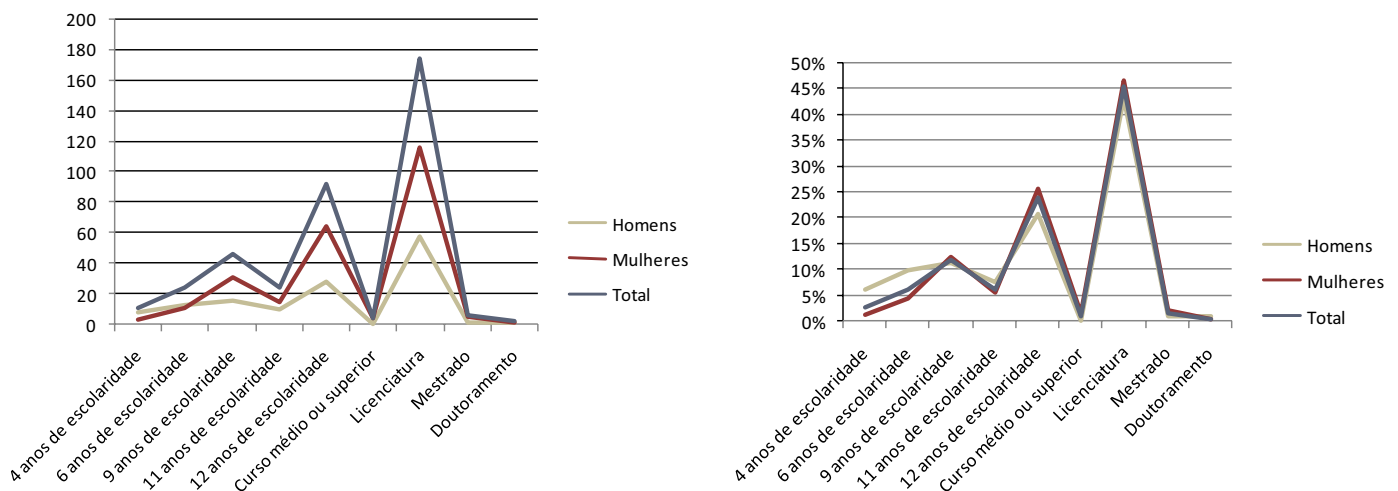 200
180
160
140
120
100
80
60
40
20
0
4 anos de escolaridade
6 anos de escolaridade
9 anos de escolaridade
11 anos de escolaridade
12 anos de escolaridade
Curso médio ou superior
Licenciatura
Mestrado
Doutoramento
Homens
Mulheres
Total
50%
45%
40%
35%
30%
25%
20%
15%
10%
5%
0%
4 anos de escolaridade
6 anos de escolaridade
9 anos de escolaridade
11 anos de escolaridade
12 anos de escolaridade
Curso médio ou superior
Licenciatura
Mestrado
Doutoramento
Homens
Mulheres
Total